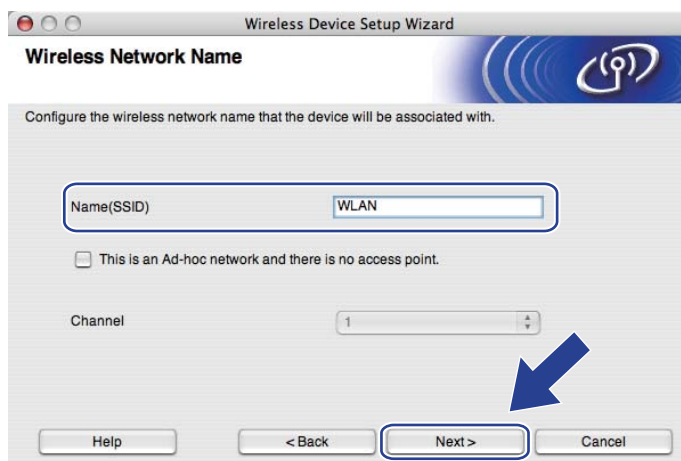 Wireless Device Setup Wizard
Wireless Network Name
Configure the wireless network name that the device will be associated with.
Name(SSID) WLAN
This is an Ad-hoc network and there is no access point.
Channel 1
Help < Back Next > Cancel